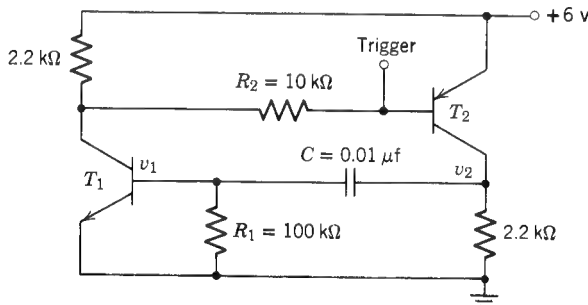 +6 v
Trigger
2.2 kΩ
R₂ = 10 kΩ
T₂
C = 0.01 μf
v₁
v₂
T₁
R₁ = 100 kΩ
2.2 kΩ